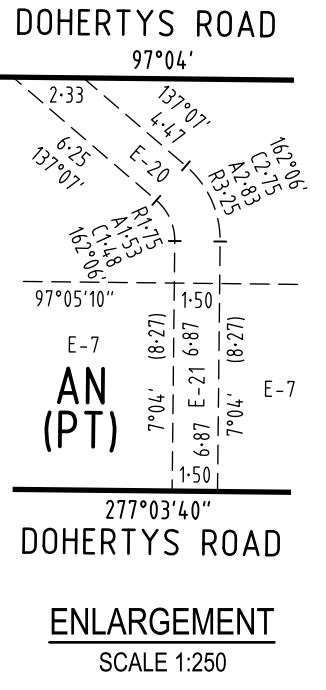 DOHERTYS ROAD
97°04'
2·33
137°07'
4·47
6·25
137°07'
E-20
162°06'
C2·75
A2·83
R3·25
R1·75
A1·53
C1·48
162°06'
97°05'10"
1·50
E-7
AN
(PT)
7°04'
(8·27)
6·87
E-21
6·87
7°04'
(8·27)
E-7
1·50
277°03'40"
DOHERTYS ROAD
ENLARGEMENT
SCALE 1:250